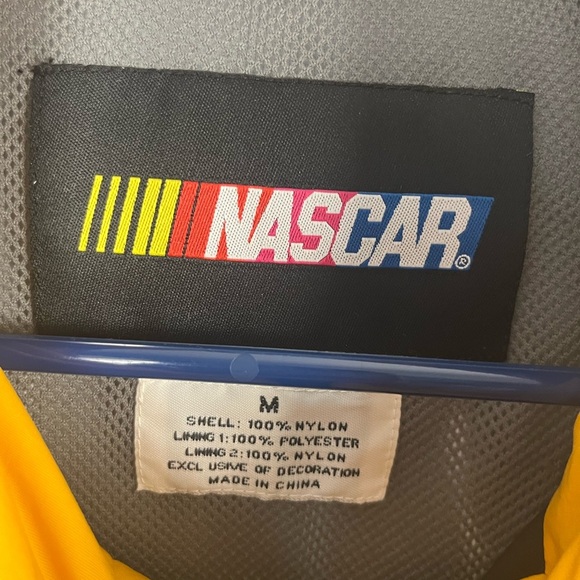 NASCAR®
M
SHELL: 100% NYLON
LINING 1:100% POLYESTER
LINING 2:100% NYLON
EXCL USIVE OF DECORATION
MADE IN CHINA